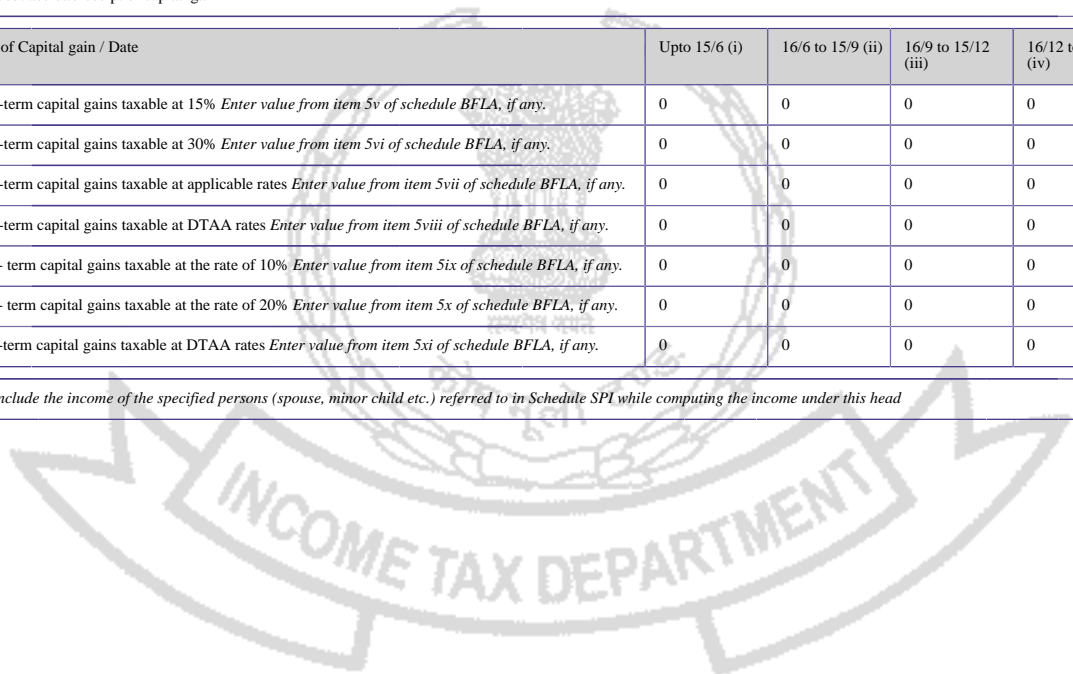 of Capital gain / Date Upto 15/6 (i) 16/6 to 15/9 (ii) 16/9 to 15/12 (iii) 16/12 (iv)
-term capital gains taxable at 15% Enter value from item 5v of schedule BFLA, if any. 0 0 0 0
-term capital gains taxable at 30% Enter value from item 5vi of schedule BFLA, if any. 0 0 0 0
-term capital gains taxable at applicable rates Enter value from item 5vii of schedule BFLA, if any. 0 0 0 0
-term capital gains taxable at DTAA rates Enter value from item 5viii of schedule BFLA, if any. 0 0 0 0
- term capital gains taxable at the rate of 10% Enter value from item 5ix of schedule BFLA, if any. 0 0 0 0
- term capital gains taxable at the rate of 20% Enter value from item 5x of schedule BFLA, if any. 0 0 0 0
-term capital gains taxable at DTAA rates Enter value from item 5xi of schedule BFLA, if any. 0 0 0 0
nclude the income of the specified persons (spouse, minor child etc.) referred to in Schedule SPI while computing the income under this head
सत्यमेव जयते
INCOME TAX DEPARTMENT